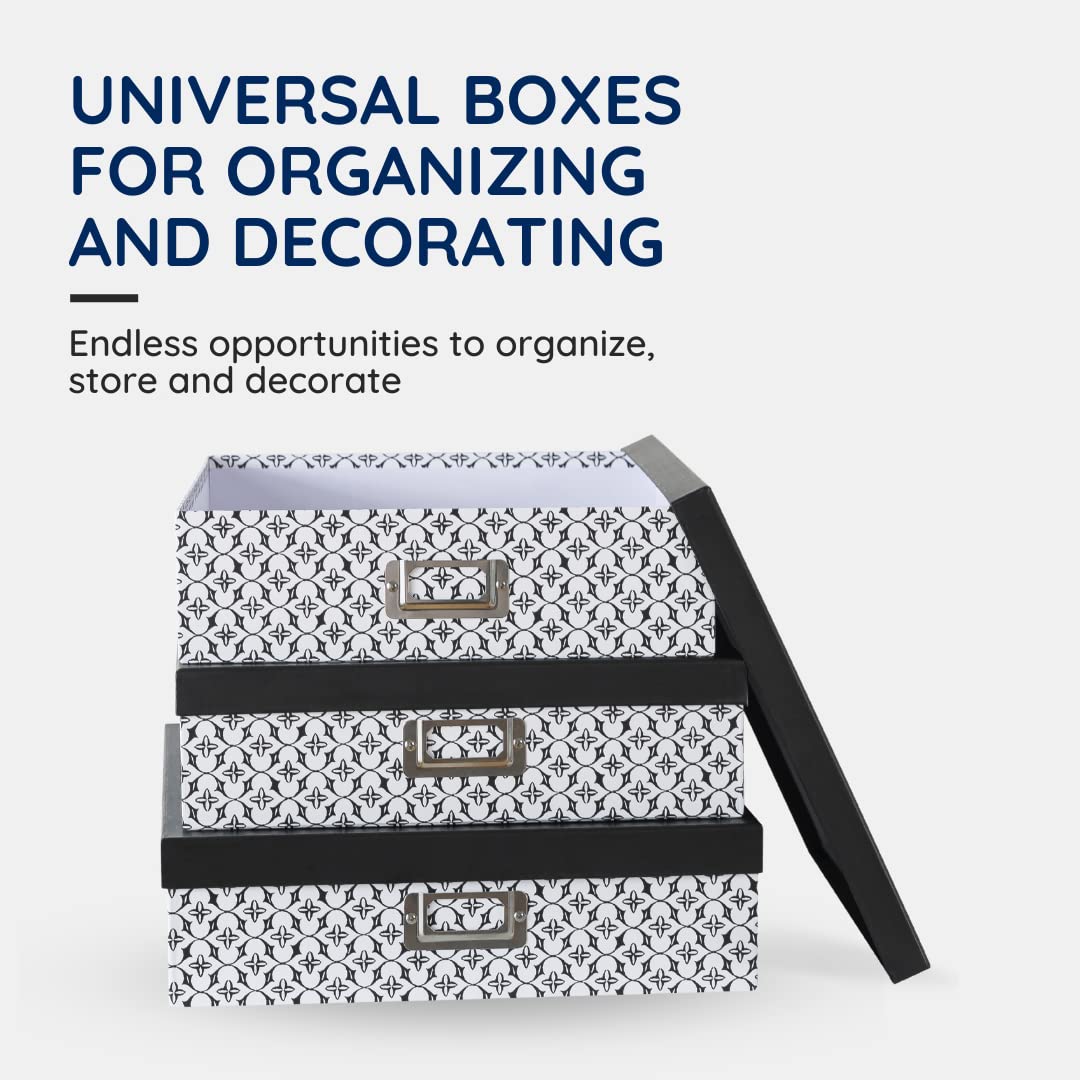 UNIVERSAL BOXES
FOR ORGANIZING
AND DECORATING
Endless opportunities to organize,
store and decorate